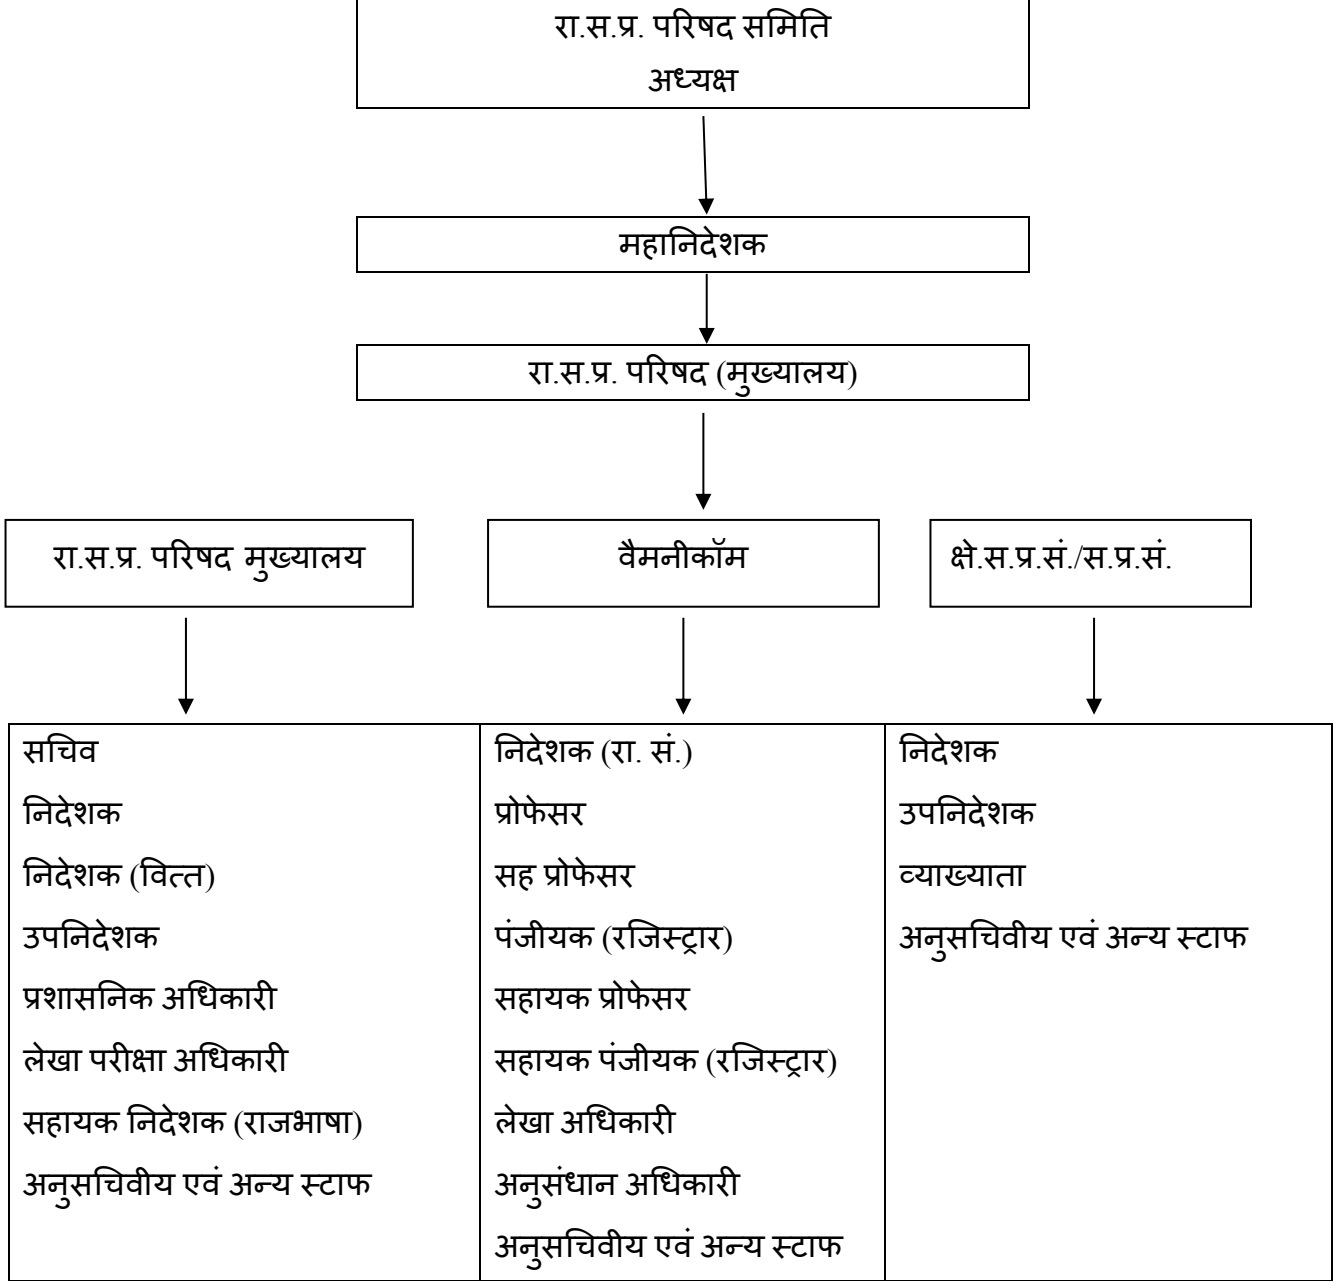 रा.स.प्र. परिषद समिति
अध्यक्ष
महानिदेशक
रा.स.प्र. परिषद (मुख्यालय)
रा.स.प्र. परिषद मुख्यालय
वैमनीकॉम
क्षे.स.प्र.सं./स.प्र.सं.
सचिव
निदेशक
निदेशक (वित्त)
उपनिदेशक
प्रशासनिक अधिकारी
लेखा परीक्षा अधिकारी
सहायक निदेशक (राजभाषा)
अनुसचिवीय एवं अन्य स्टाफ
निदेशक (रा. सं.)
प्रोफेसर
सह प्रोफेसर
पंजीयक (रजिस्ट्रार)
सहायक प्रोफेसर
सहायक पंजीयक (रजिस्ट्रार)
लेखा अधिकारी
अनुसंधान अधिकारी
अनुसचिवीय एवं अन्य स्टाफ
निदेशक
उपनिदेशक
व्याख्याता
अनुसचिवीय एवं अन्य स्टाफ